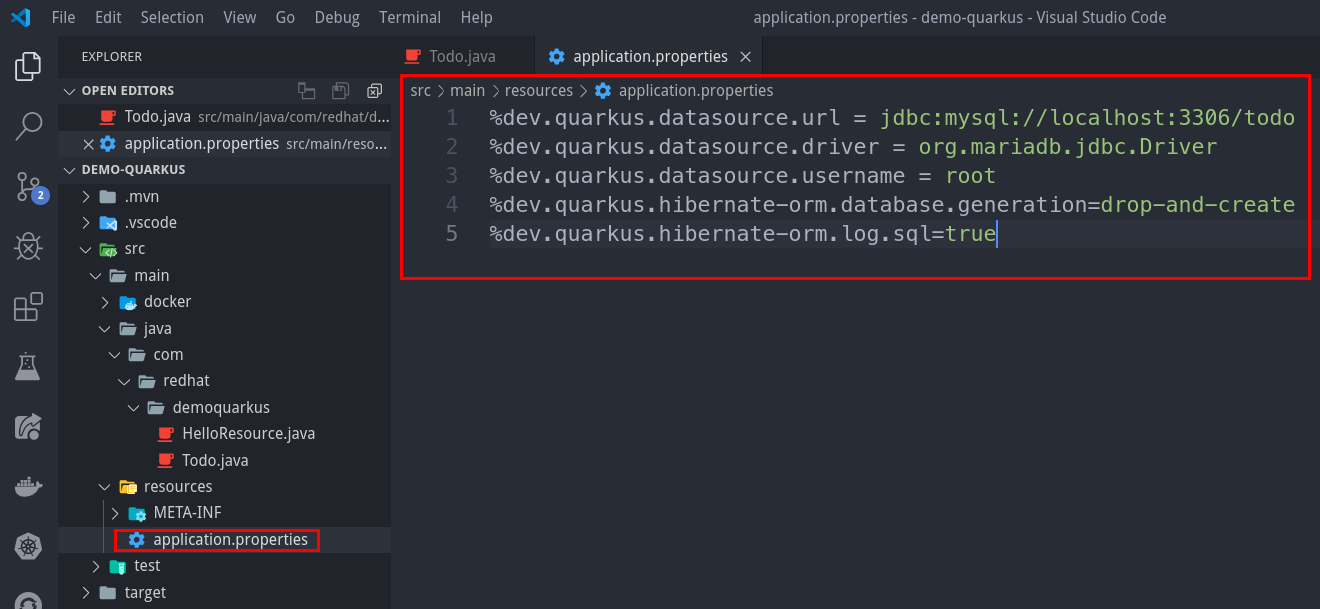 File Edit Selection View Go Debug Terminal Help application.properties - demo-quarkus - Visual Studio Code
EXPLORER
OPEN EDITORS
Todo.java src/main/java/com/redhat/d...
application.properties src/main/reso...
DEMO-QUARKUS
.mvn
.vscode
src
main
docker
java
com
redhat
demoquarkus
HelloResource.java
Todo.java
resources
META-INF
application.properties
test
target
2
Todo.java application.properties
src > main > resources > application.properties
1 %dev.quarkus.datasource.url = jdbc:mysql://localhost:3306/todo
2 %dev.quarkus.datasource.driver = org.mariadb.jdbc.Driver
3 %dev.quarkus.datasource.username = root
4 %dev.quarkus.hibernate-orm.database.generation=drop-and-create
5 %dev.quarkus.hibernate-orm.log.sql=true